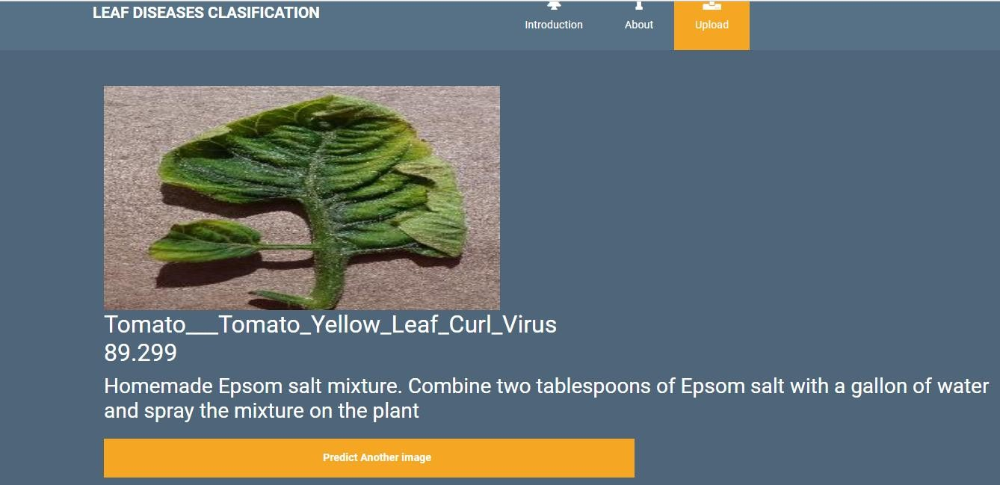 LEAF DISEASES CLASIFICATION
Introduction
About
Upload
Tomato___Tomato_Yellow_Leaf_Curl_Virus
89.299
Homemade Epsom salt mixture. Combine two tablespoons of Epsom salt with a gallon of water
and spray the mixture on the plant
Predict Another image